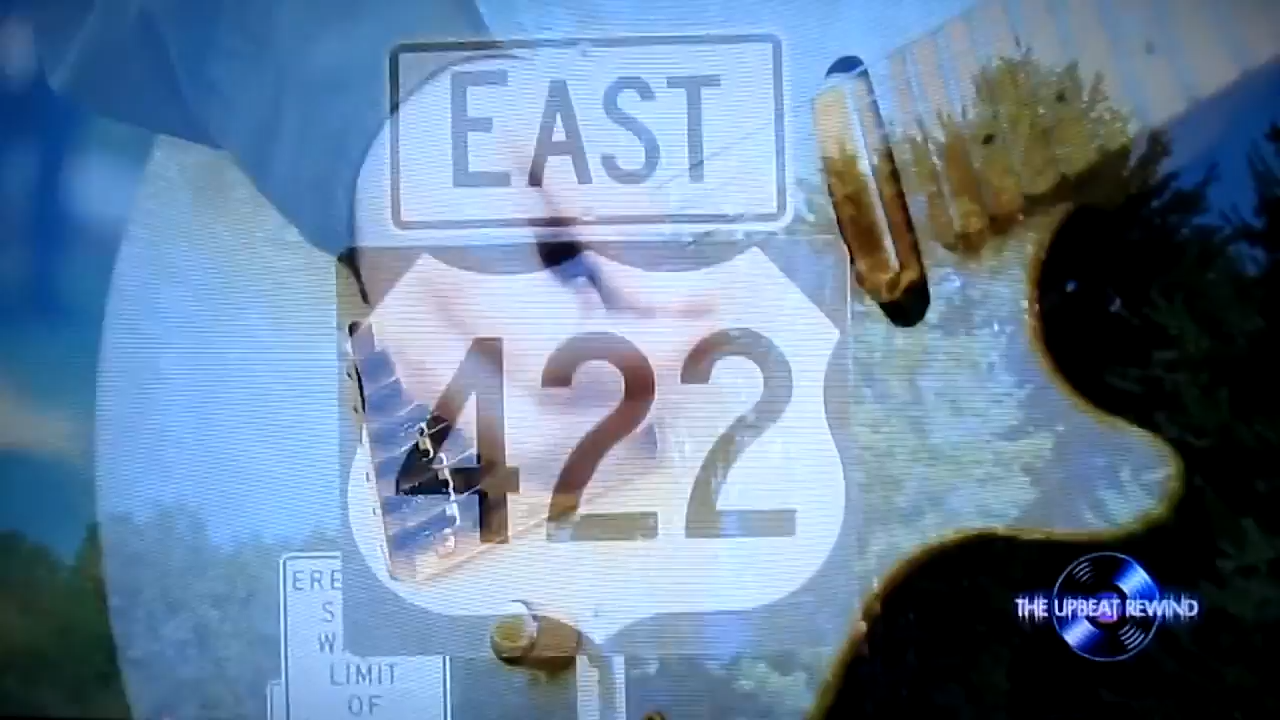 EAST
422
ERE
S
W
LIMIT
OF
THE UPBEAT REWIND